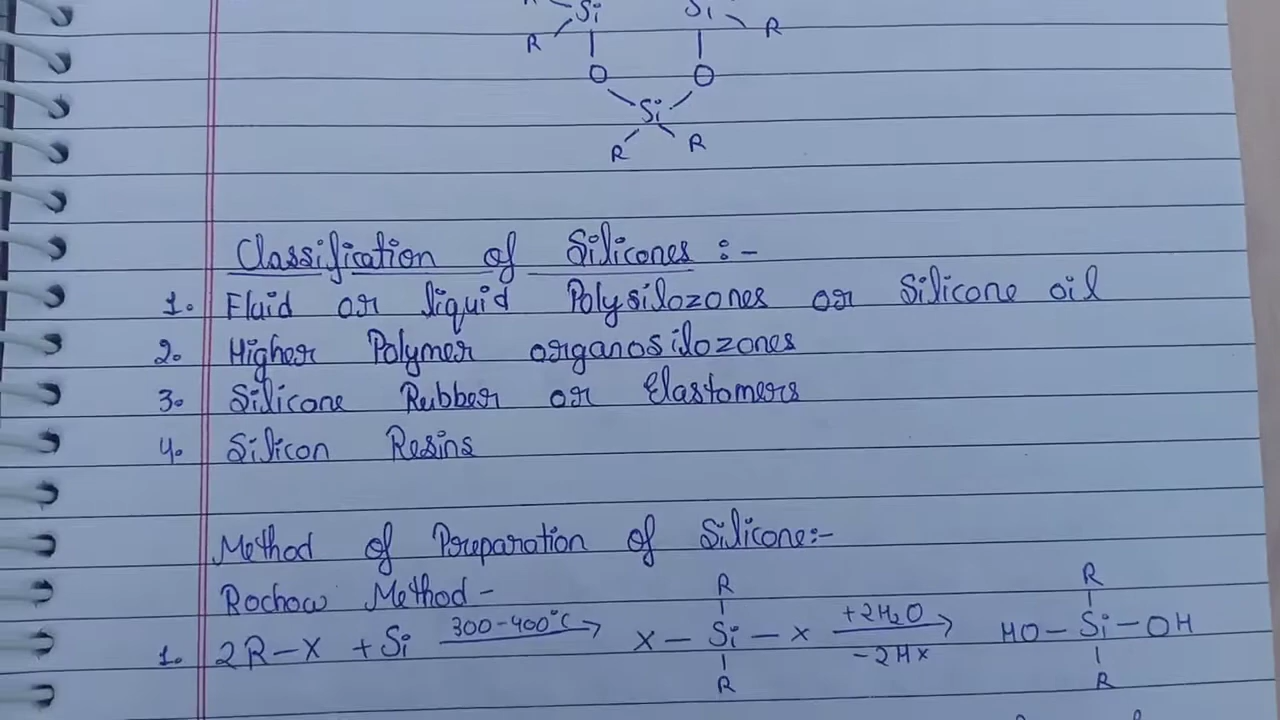 R Si Si R
O O
Si
R R
Classification of Silicones :-
1. Fluid or liquid Polysilozones or Silicone oil
2. Higher Polymer organosilozones
3. Silicone Rubber or Elastomers
4. Silicon Resins
Method of Preparation of Silicone:-
Rochow Method -
R R
1. 2R-X + Si 300-400°C X - Si - X +2H₂O -2HX HO - Si - OH
R R